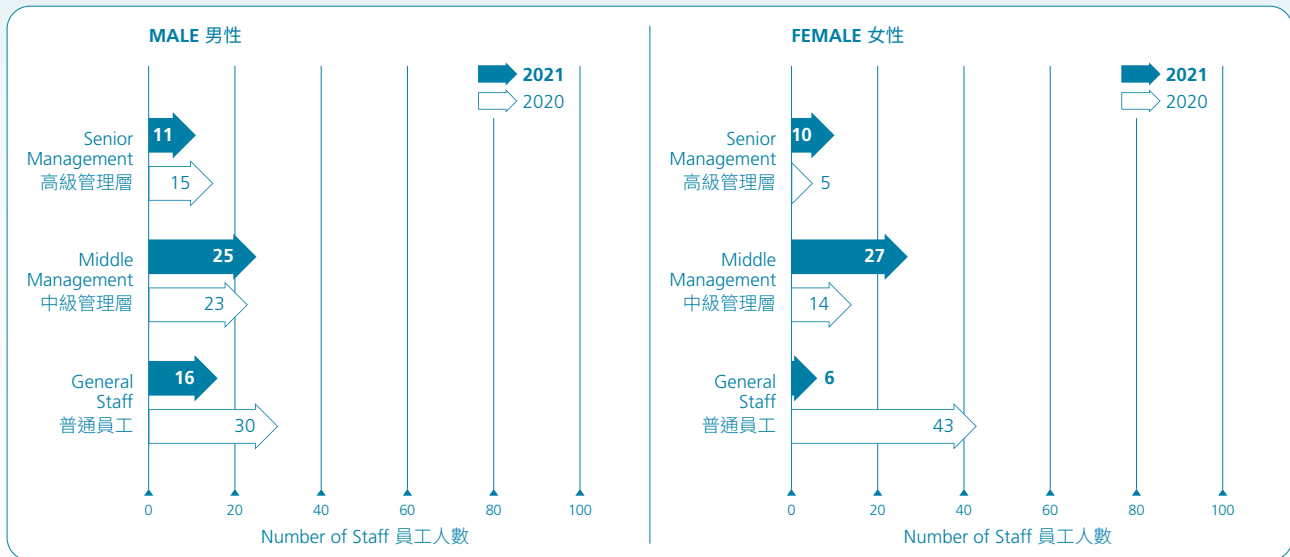 MALE 男性
2021
2020
Senior
Management
高級管理層
11
15
Middle
Management
中級管理層
25
23
General
Staff
普通員工
16
30
0 20 40 60 80 100
Number of Staff 員工人數
FEMALE 女性
2021
2020
Senior
Management
高級管理層
10
5
Middle
Management
中級管理層
27
14
General
Staff
普通員工
6
43
0 20 40 60 80 100
Number of Staff 員工人數